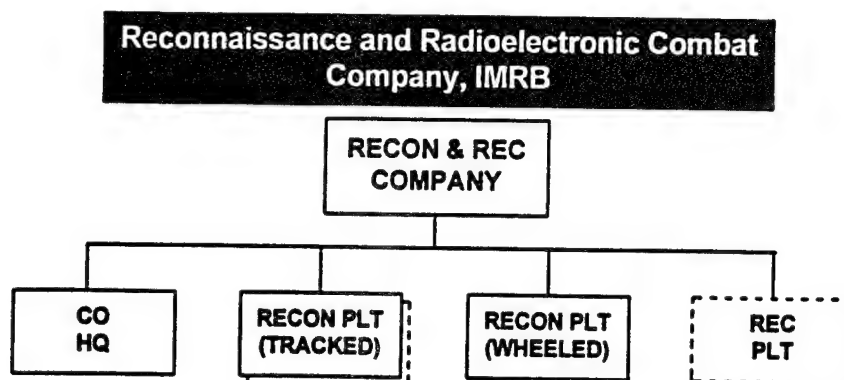 Reconnaissance and Radioelectronic Combat
Company, IMRB
RECON & REC
COMPANY
CO
HQ
RECON PLT
(TRACKED)
RECON PLT
(WHEELED)
REC
PLT